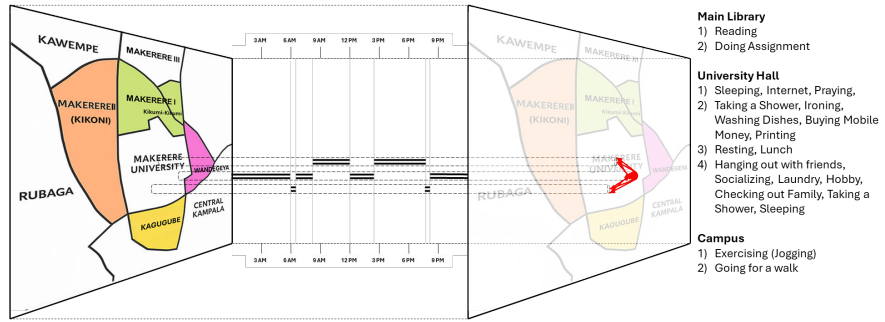 KAWEMPE
MAKERERE III
MAKERERE II
(KIKONI)
MAKERERE I
Kikumi-Kikumi
MAKERERE
UNIVERSITY
WANDEGEYA
RUBAGA
CENTRAL
KAMPALA
KAGUGUBE
3 AM 6 AM 9 AM 12 PM 3 PM 6 PM 9 PM
3 AM 6 AM 9 AM 12 PM 3 PM 6 PM 9 PM
KAWEMPE
MAKERERE III
MAKERERE II
(KIKONI)
MAKERERE I
Kikumi-Kikumi
MAKERERE
UNIVERSITY
WANDEGEYA
RUBAGA
CENTRAL
KAMPALA
KAGUGUBE
Main Library
1) Reading
2) Doing Assignment
University Hall
1) Sleeping, Internet, Praying,
2) Taking a Shower, Ironing,
Washing Dishes, Buying Mobile
Money, Printing
3) Resting, Lunch
4) Hanging out with friends,
Socializing, Laundry, Hobby,
Checking out Family, Taking a
Shower, Sleeping
Campus
1) Exercising (Jogging)
2) Going for a walk